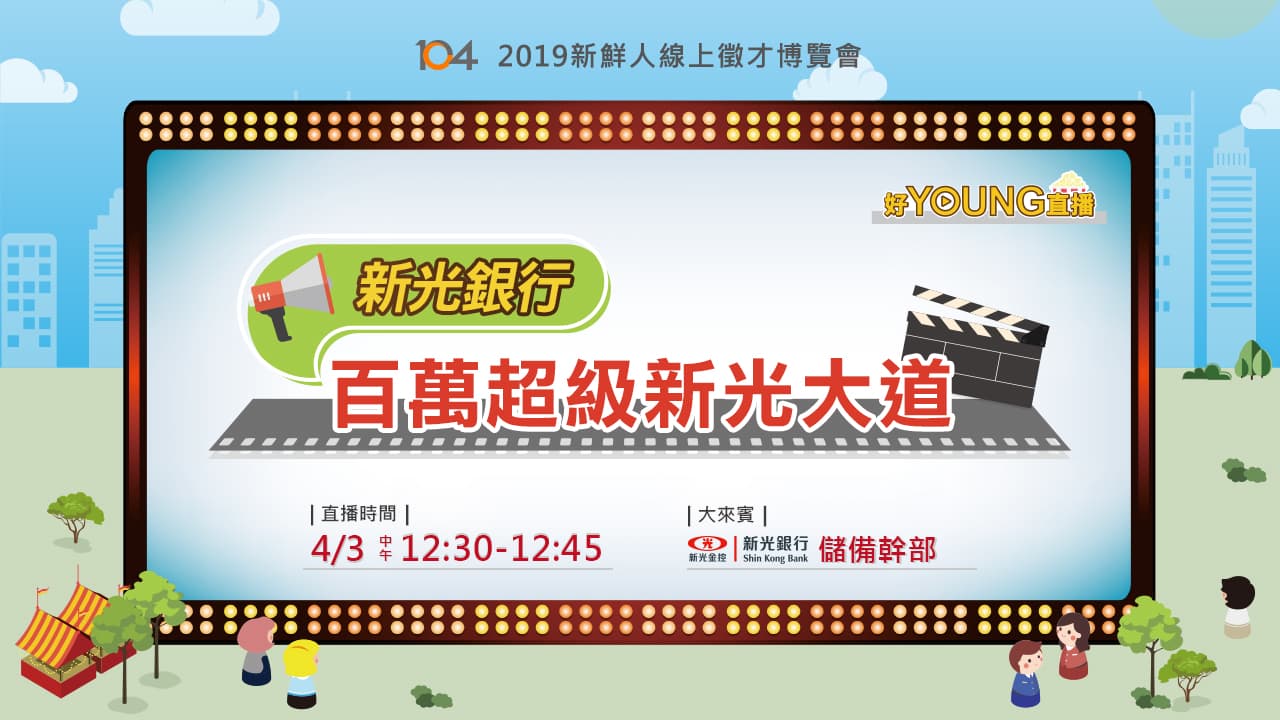 104 2019新鮮人線上徵才博覽會
好YOUNG直播
新光銀行
百萬超級新光大道
|直播時間|
4/3 中午 12:30-12:45
|大來賓|
光 新光金控 | 新光銀行 Shin Kong Bank 儲備幹部